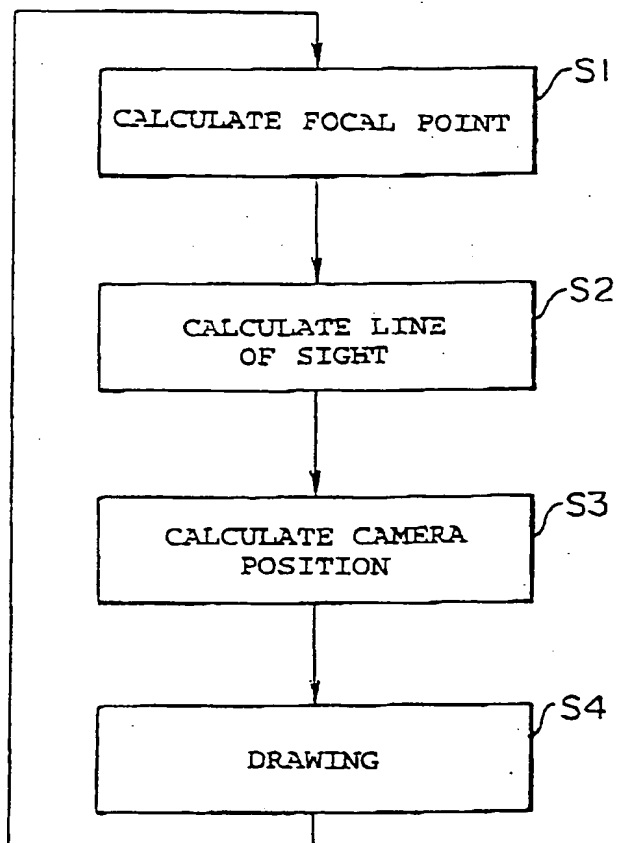 S1
CALCULATE FOCAL POINT
S2
CALCULATE LINE
OF SIGHT
S3
CALCULATE CAMERA
POSITION
S4
DRAWING